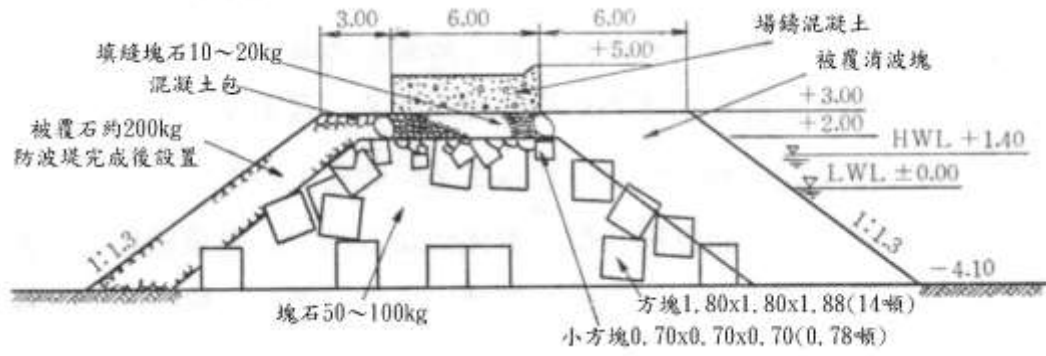 3.00
6.00
6.00
場鑄混凝土
填縫塊石10～20kg
+5.00
混凝土包
被覆消波塊
+3.00
被覆石約200kg
防波堤完成後設置
+2.00
HWL +1.40
LWL ±0.00
1:1.3
1:1.3
-4.10
塊石50～100kg
方塊1.80x1.80x1.88(14噸)
小方塊0.70x0.70x0.70(0.78噸)